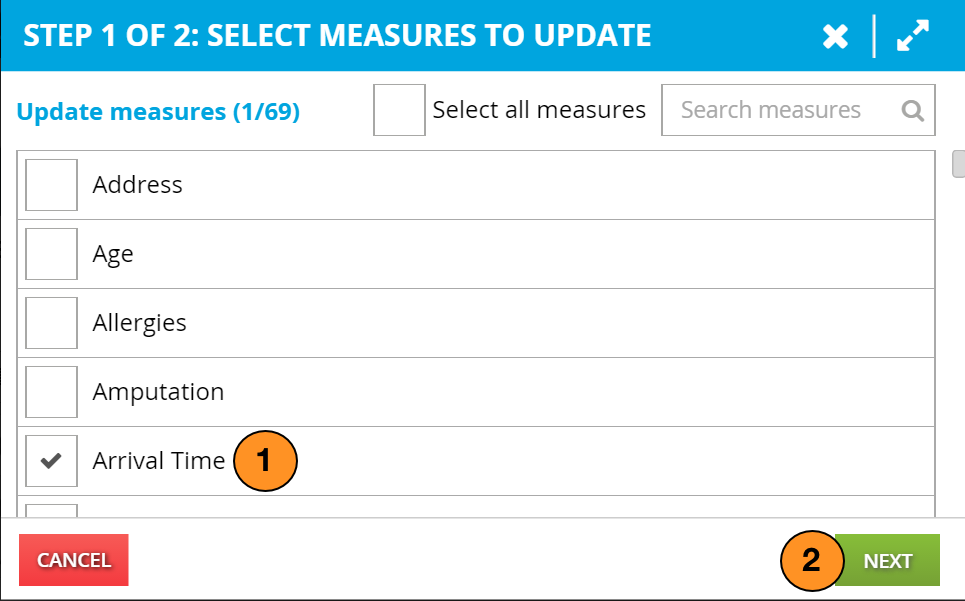 STEP 1 OF 2: SELECT MEASURES TO UPDATE
Update measures (1/69)
Select all measures
Search measures
Address
Age
Allergies
Amputation
Arrival Time
1
CANCEL
2
NEXT